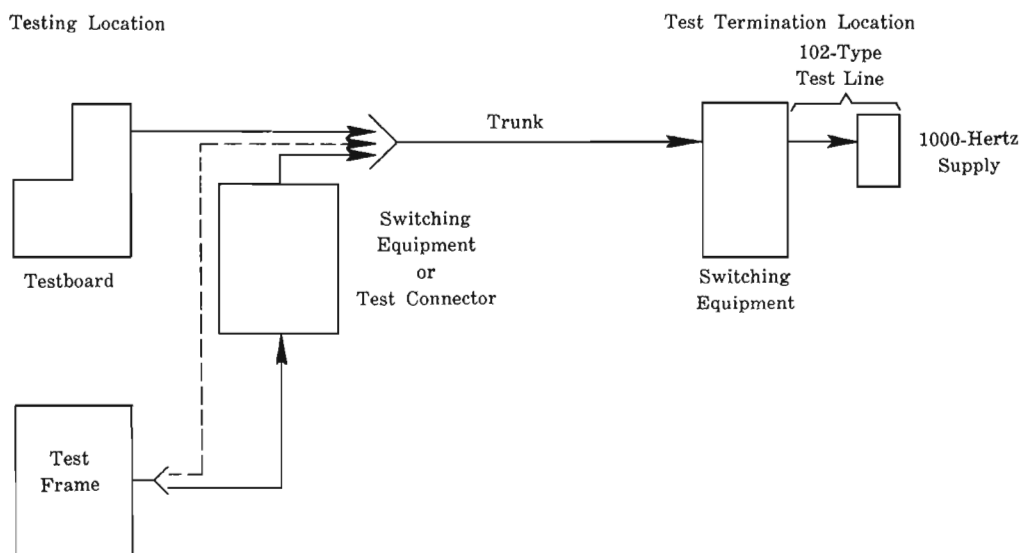 Testing Location
Test Termination Location
102-Type
Test Line
Trunk
1000-Hertz
Supply
Switching
Equipment
or
Test Connector
Testboard
Switching
Equipment
Test
Frame